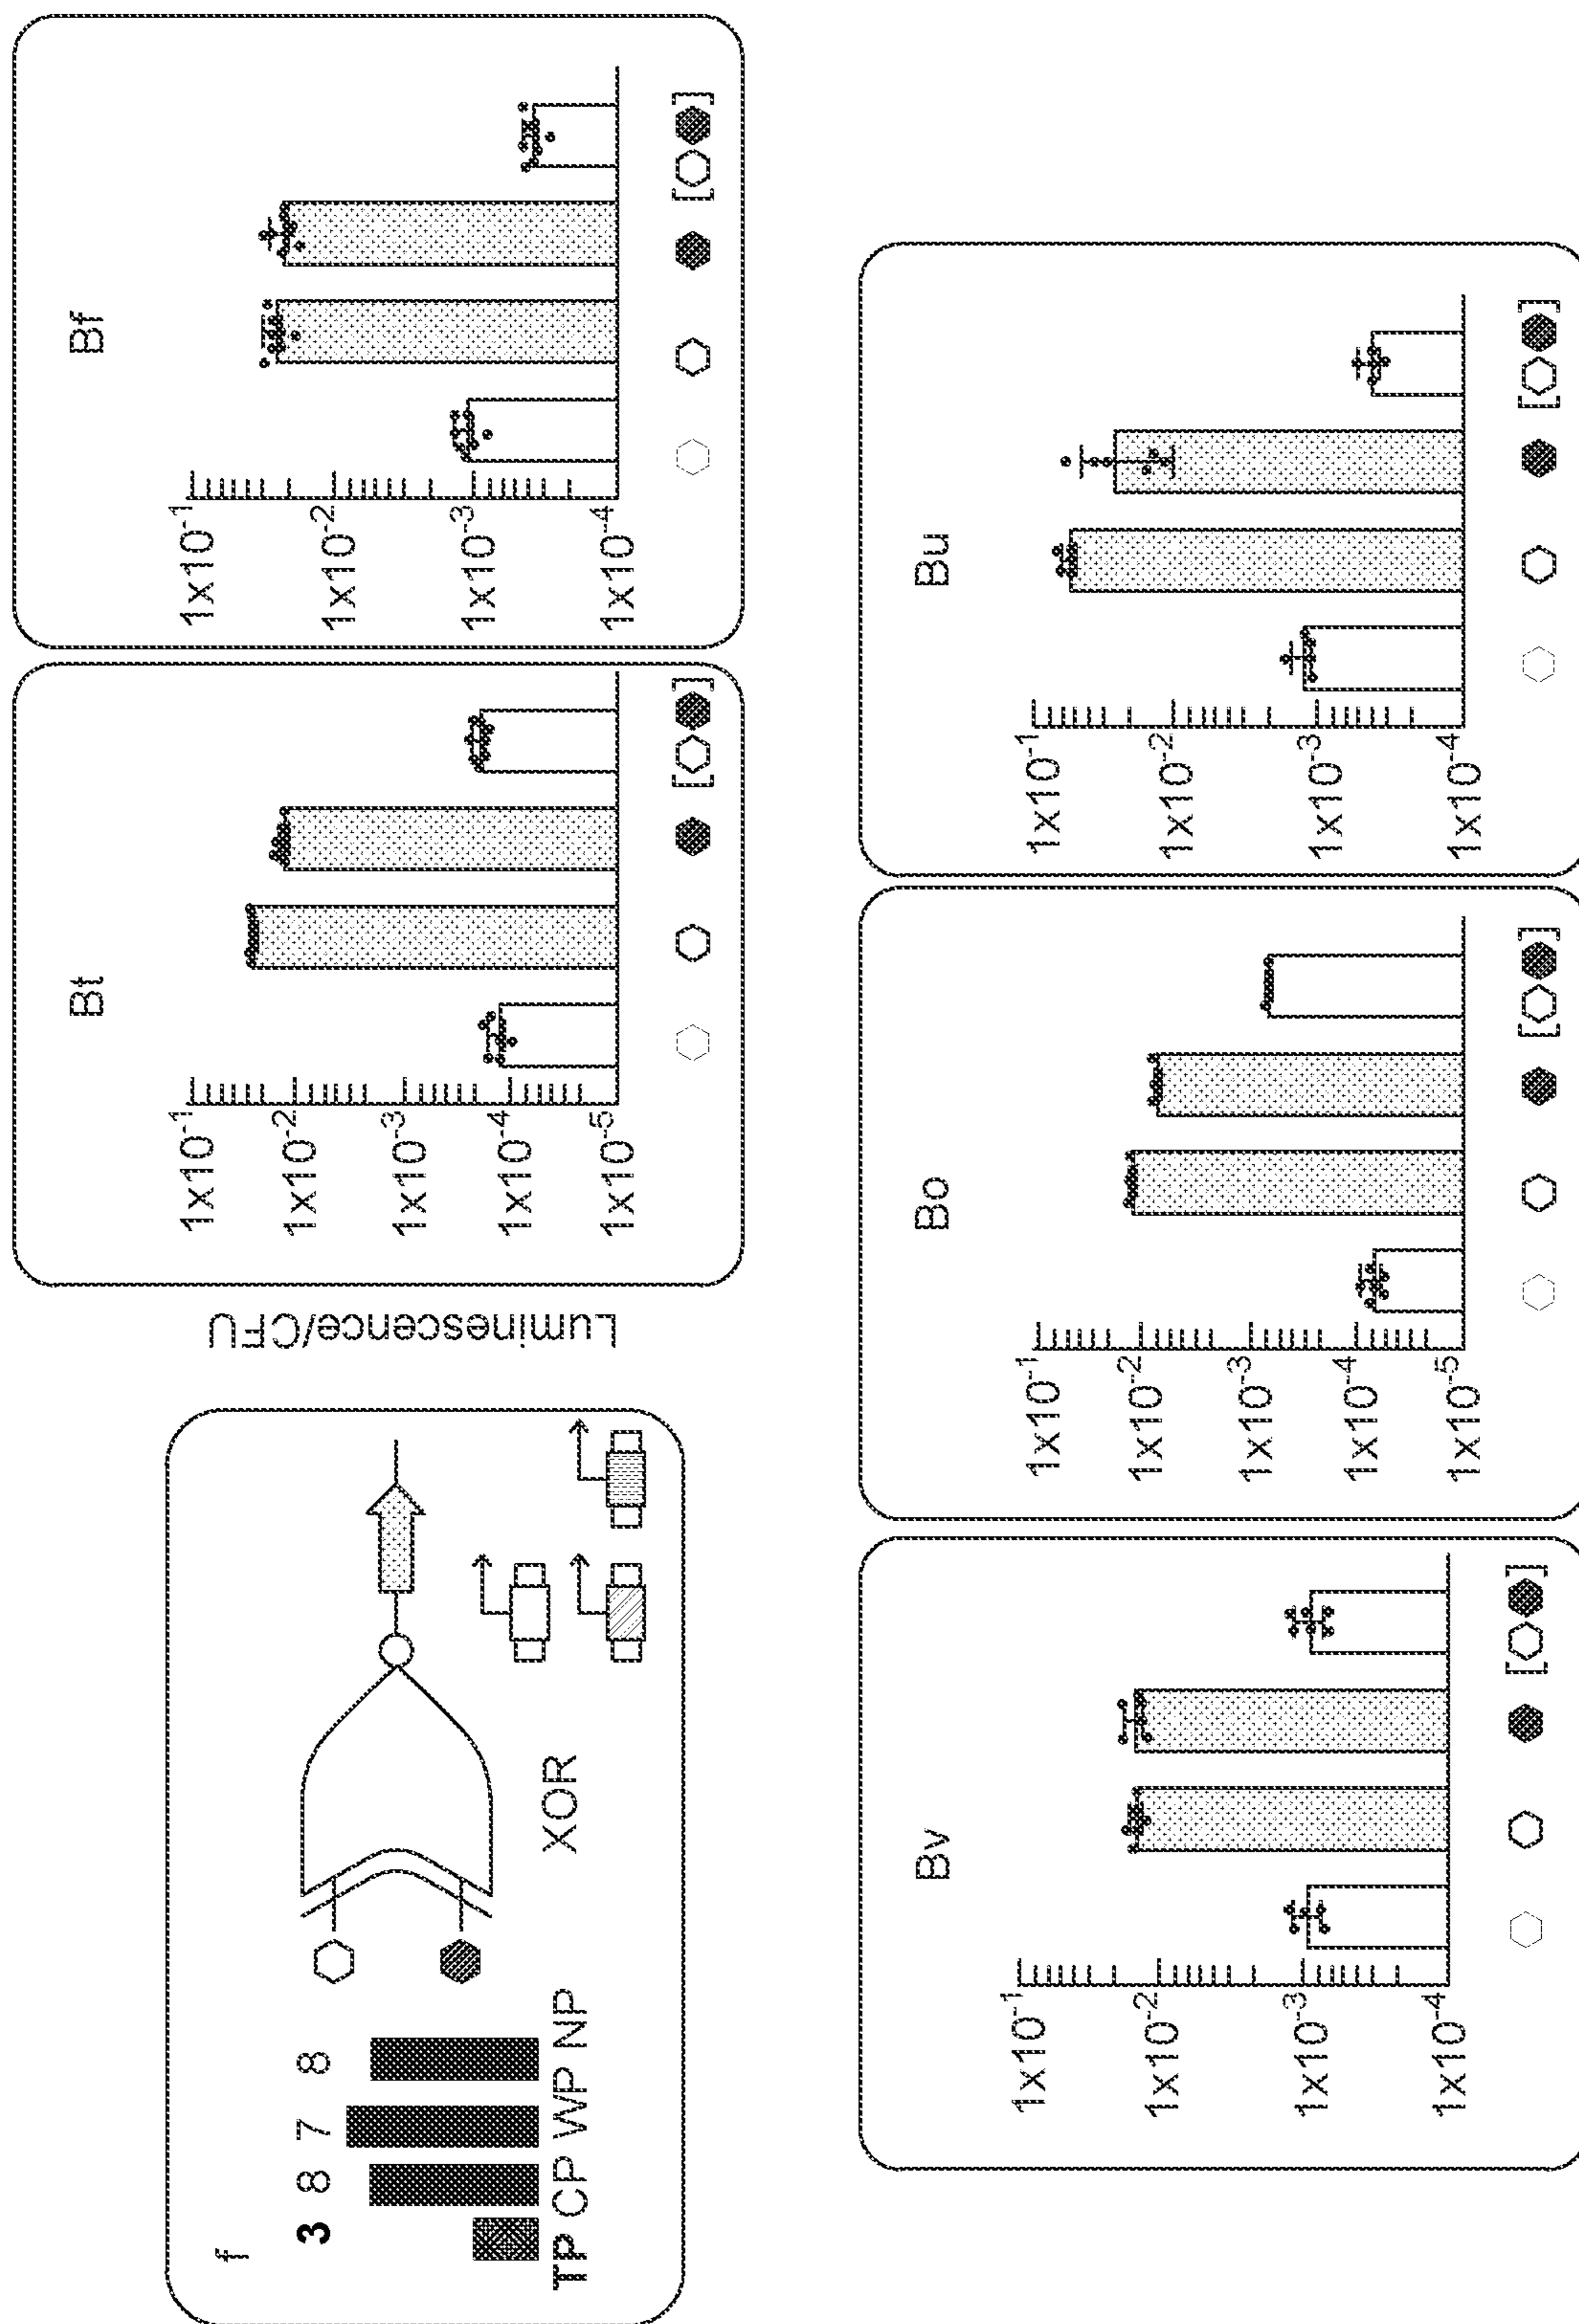 f
3 8 7 8
TP CP WP NP
XOR
Luminescence/CFU
Bt
1x10⁻¹
1x10⁻²
1x10⁻³
1x10⁻⁴
1x10⁻⁵
[ ]
Bf
1x10⁻¹
1x10⁻²
1x10⁻³
1x10⁻⁴
[ ]
Bv
1x10⁻¹
1x10⁻²
1x10⁻³
1x10⁻⁴
[ ]
Bo
1x10⁻¹
1x10⁻²
1x10⁻³
1x10⁻⁴
1x10⁻⁵
[ ]
Bu
1x10⁻¹
1x10⁻²
1x10⁻³
1x10⁻⁴
[ ]